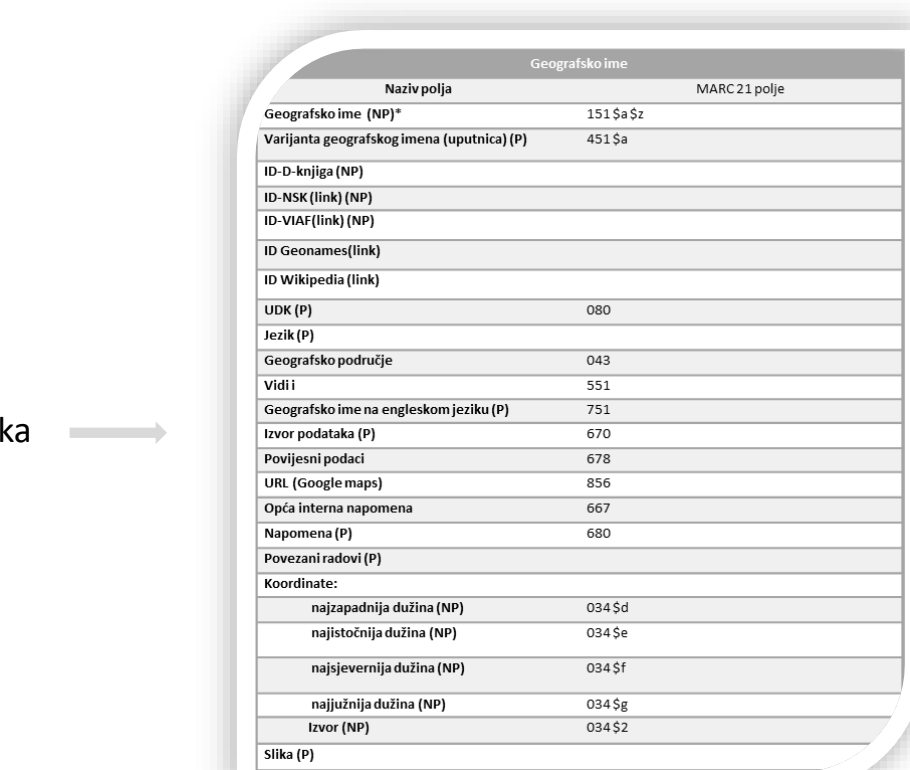 Geografsko ime
Naziv polja MARC 21 polje
Geografsko ime (NP)* 151 $a $z
Varijanta geografskog imena (uputnica) (P) 451 $a
ID-D-knjiga (NP)
ID-NSK (link) (NP)
ID-VIAF(link) (NP)
ID Geonames(link)
ID Wikipedia (link)
UDK (P) 080
Jezik (P)
Geografsko područje 043
Vidi i 551
Geografsko ime na engleskom jeziku (P) 751
ka
Izvor podataka (P) 670
Povijesni podaci 678
URL (Google maps) 856
Opća interna napomena 667
Napomena (P) 680
Povezani radovi (P)
Koordinate:
najzapadnija dužina (NP) 034 $d
najistočnija dužina (NP) 034 $e
najsjevernija dužina (NP) 034 $f
najjužnija dužina (NP) 034 $g
Izvor (NP) 034 $2
Slika (P)